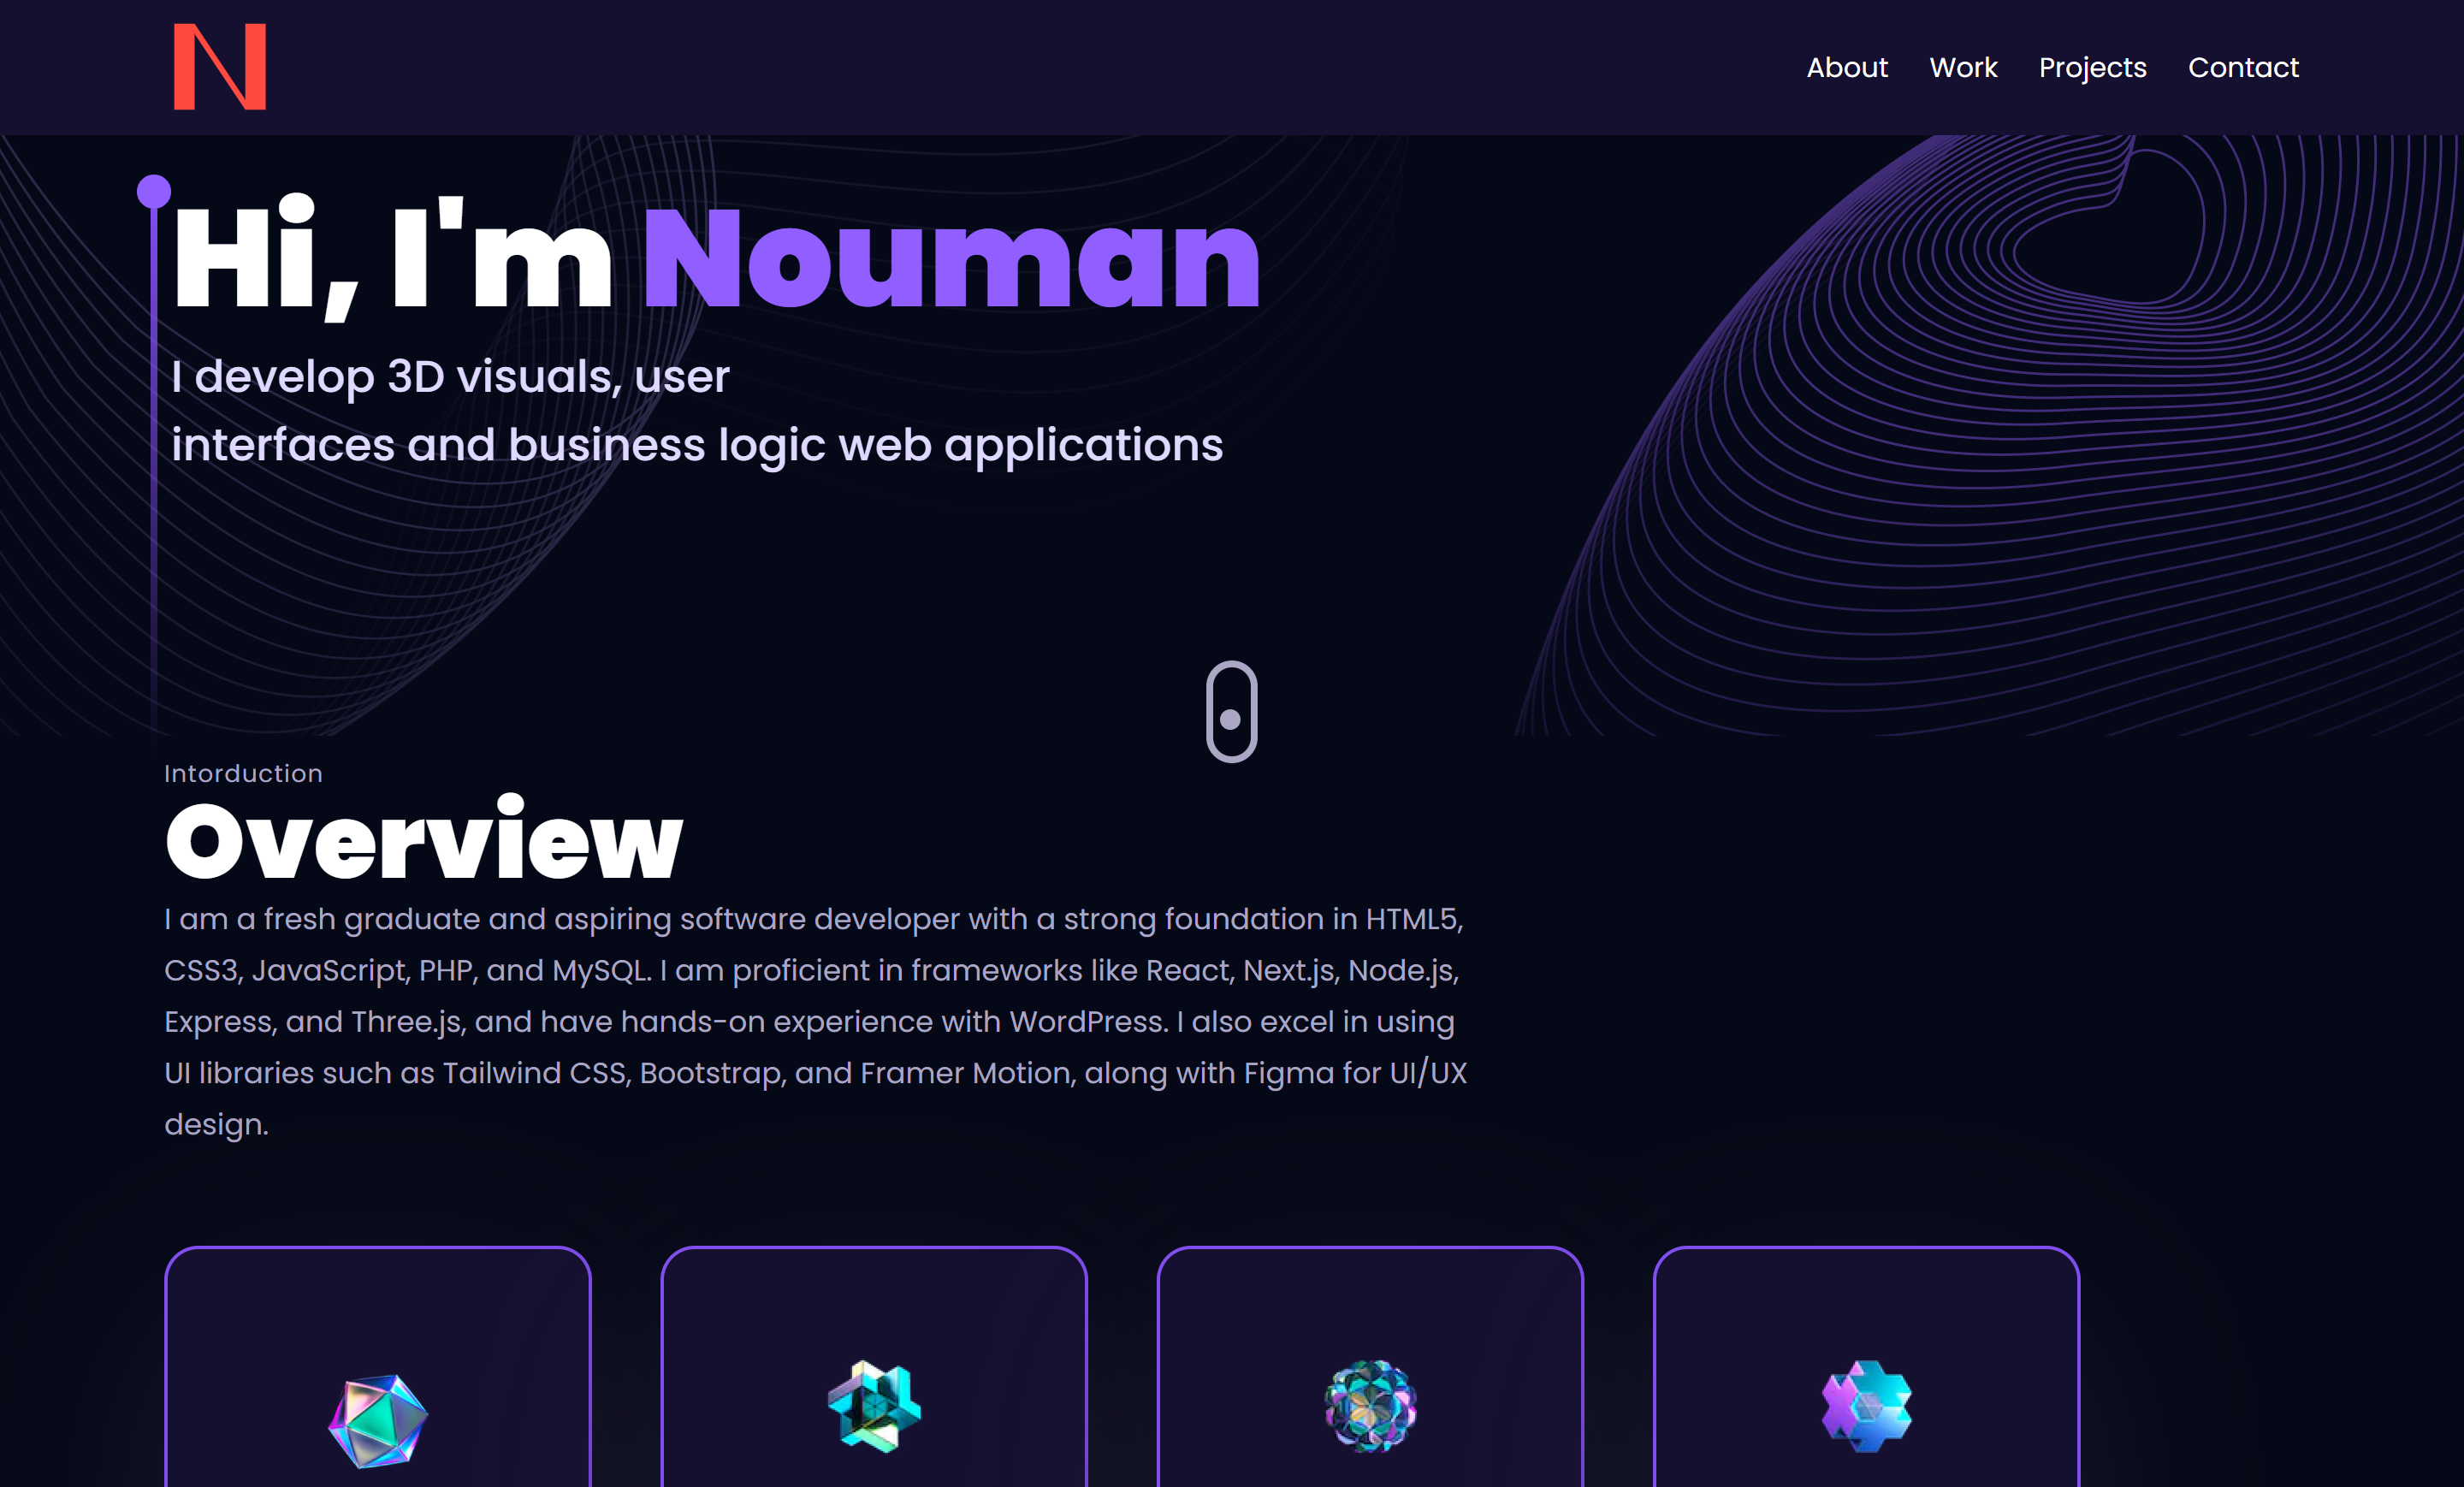 N
About Work Projects Contact
Hi, I'm Nouman
I develop 3D visuals, user
interfaces and business logic web applications
Intorduction
Overview
I am a fresh graduate and aspiring software developer with a strong foundation in HTML5,
CSS3, JavaScript, PHP, and MySQL. I am proficient in frameworks like React, Next.js, Node.js,
Express, and Three.js, and have hands-on experience with WordPress. I also excel in using
UI libraries such as Tailwind CSS, Bootstrap, and Framer Motion, along with Figma for UI/UX
design.